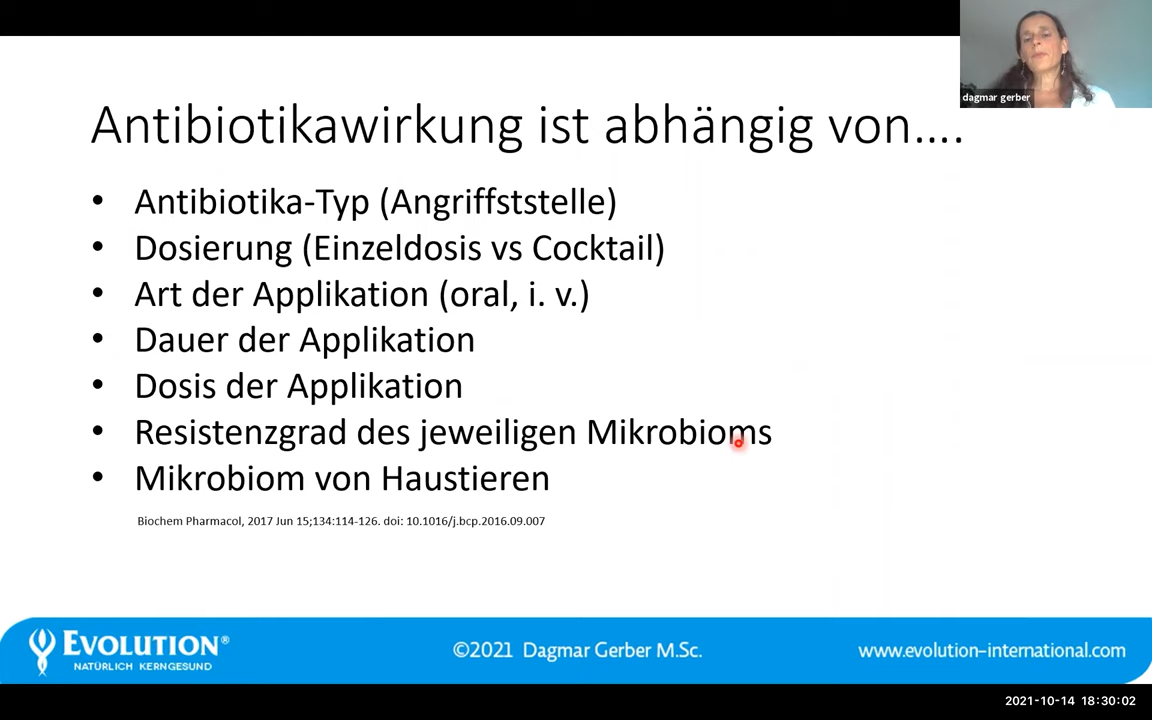 dagmar gerber
Antibiotikawirkung ist abhängig von....
• Antibiotika-Typ (Angriffststelle)
• Dosierung (Einzeldosis vs Cocktail)
• Art der Applikation (oral, i. v.)
• Dauer der Applikation
• Dosis der Applikation
• Resistenzgrad des jeweiligen Mikrobioms
• Mikrobiom von Haustieren
Biochem Pharmacol, 2017 Jun 15;134:114-126. doi: 10.1016/j.bcp.2016.09.007
EVOLUTION®
NATÜRLICH KERNGESUND
©2021 Dagmar Gerber M.Sc.
www.evolution-international.com
2021-10-14 18:30:02